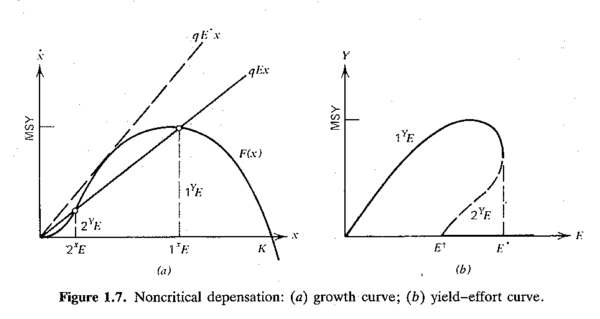 qE*x
ẋ
Y
qEx
MSY
MSY
1YE
F(x)
1YE
2YE
2YE
2xE
1xE
K
x
E†
E*
E
(a)
(b)
Figure 1.7. Noncritical depensation: (a) growth curve; (b) yield–effort curve.